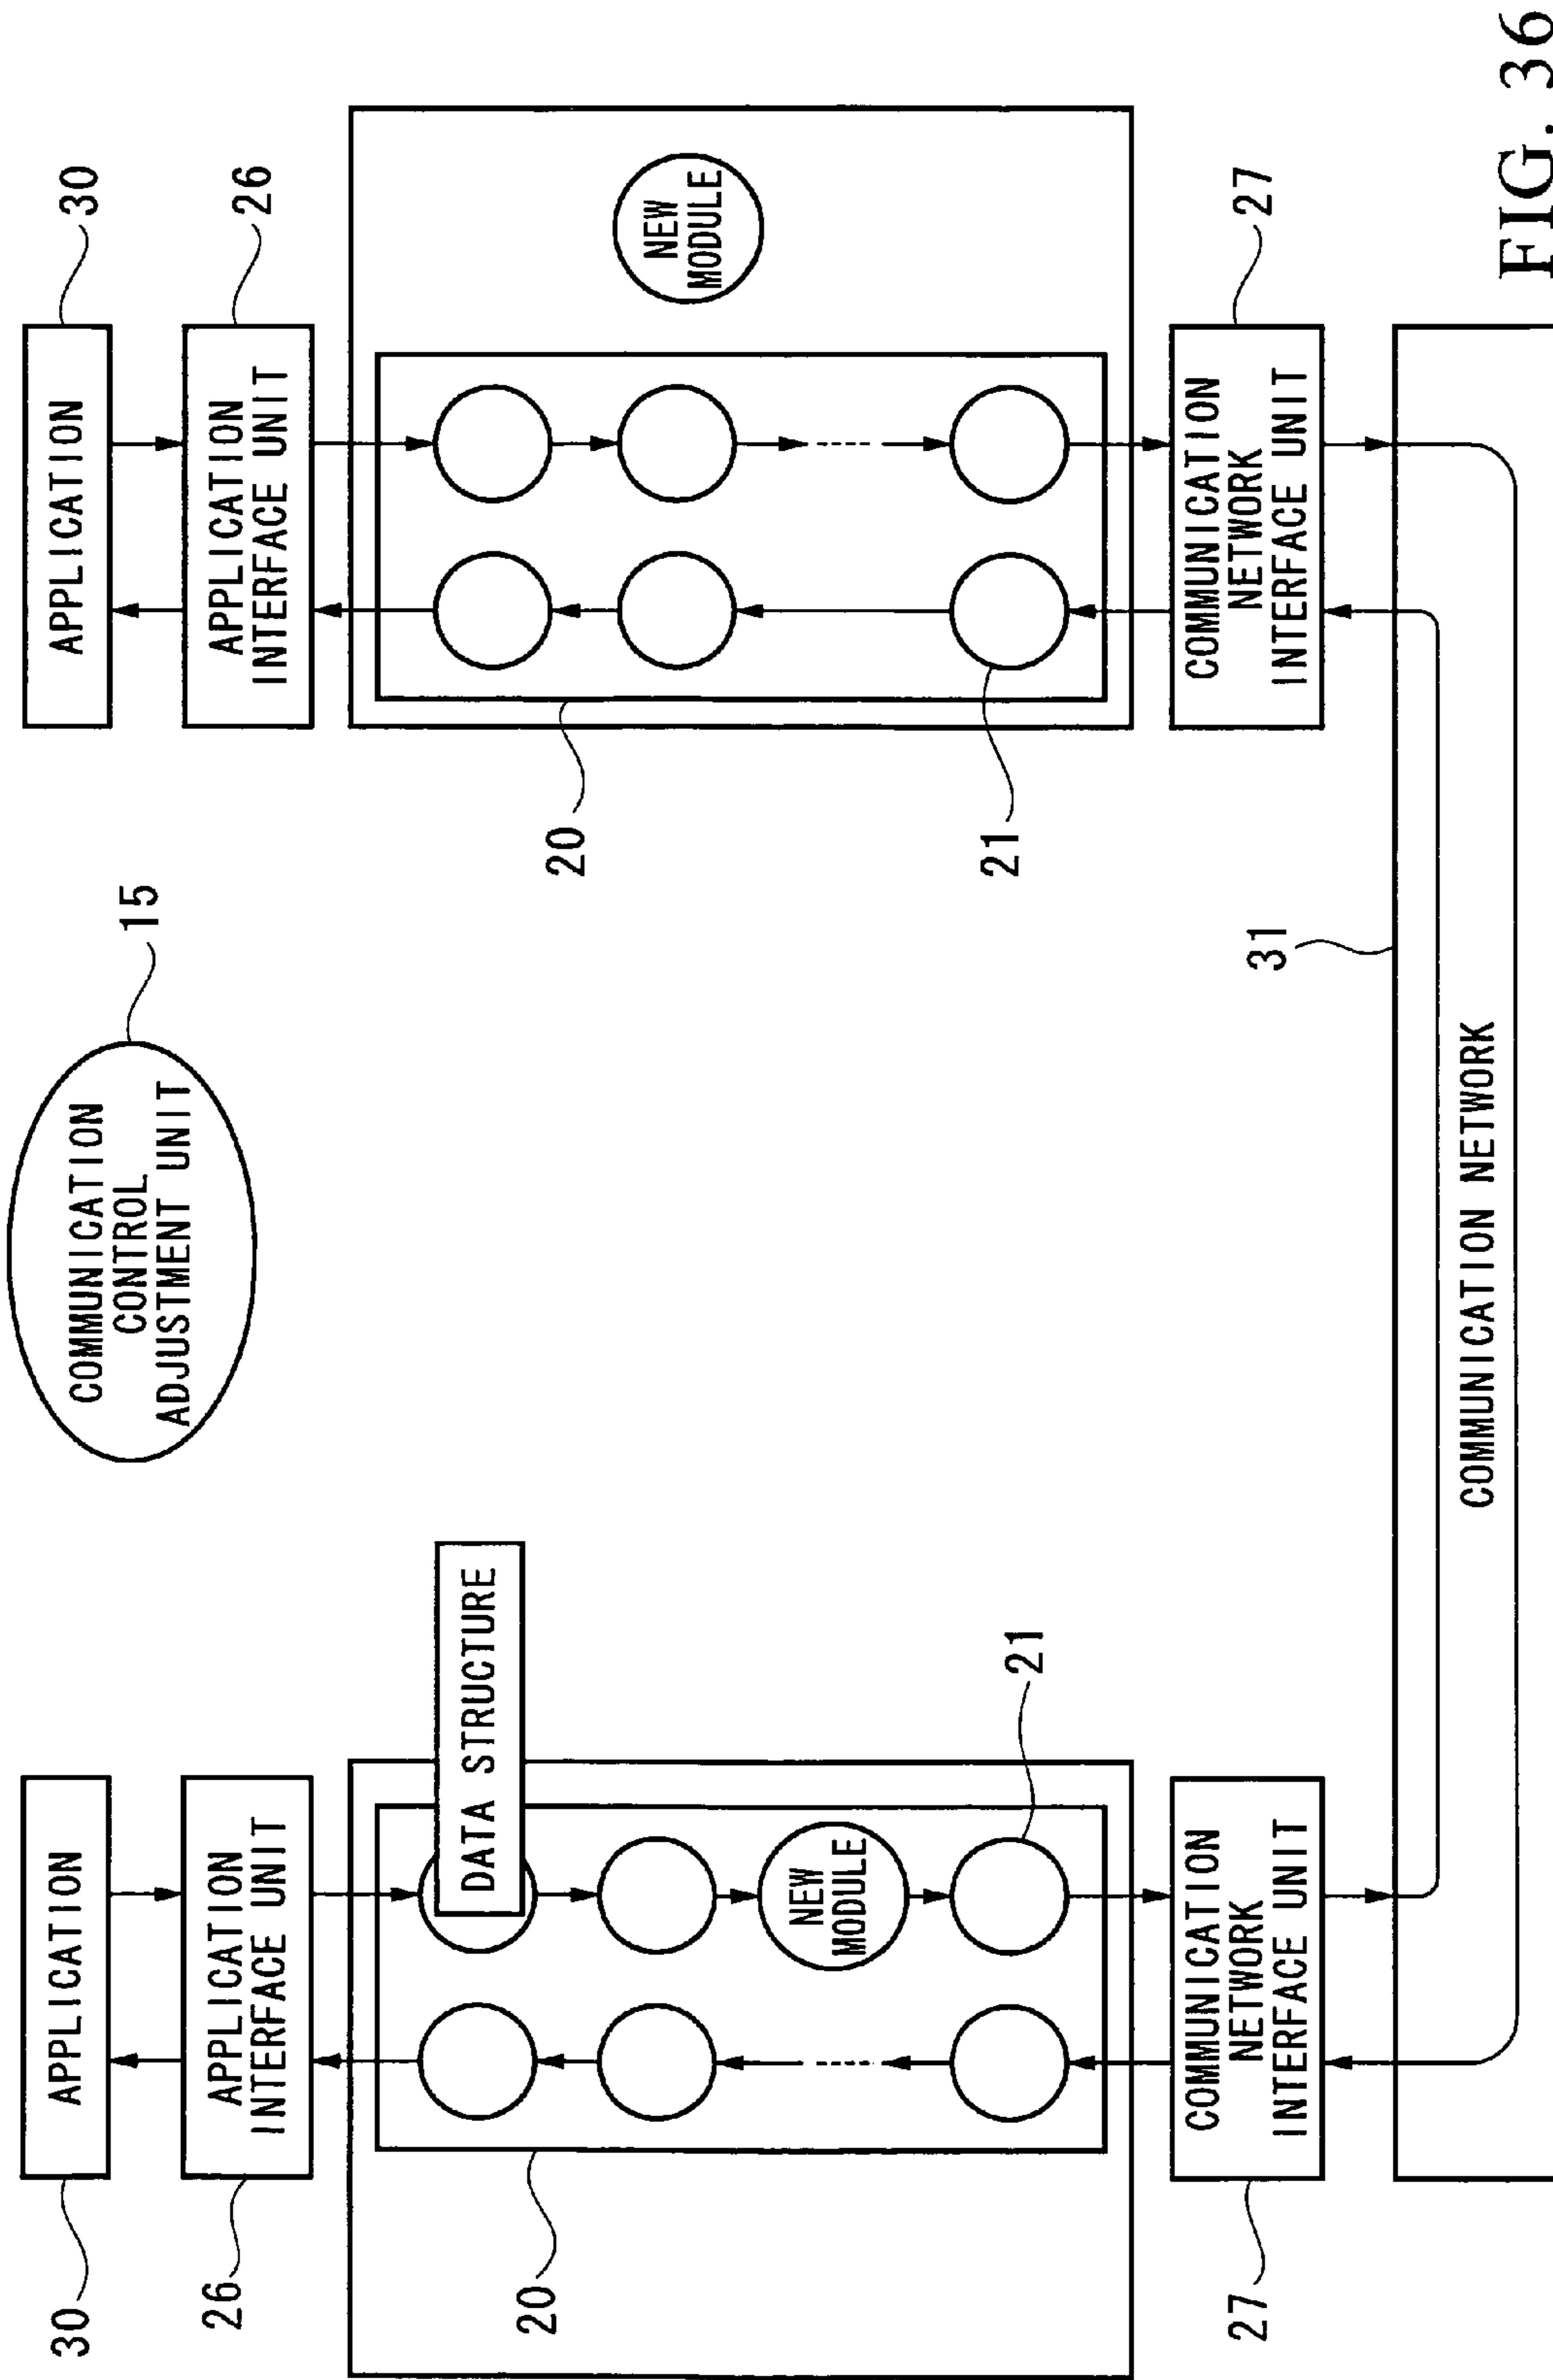 30
APPLICATION
COMMUNICATION
CONTROL
ADJUSTMENT UNIT
15
APPLICATION
30
26
APPLICATION
INTERFACE UNIT
APPLICATION
INTERFACE UNIT
26
DATA STRUCTURE
NEW
MODULE
20
21
NEW
MODULE
20
21
27
COMMUNICATION
NETWORK
INTERFACE UNIT
COMMUNICATION
NETWORK
INTERFACE UNIT
27
31
COMMUNICATION NETWORK
FIG. 36